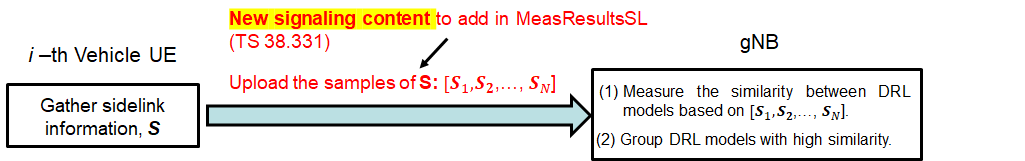 New signaling content to add in MeasResultsSL
(TS 38.331)
i –th Vehicle UE
gNB
Upload the samples of S: [S₁,S₂,…, S_N]
Gather sidelink
information, S
(1) Measure the similarity between DRL
models based on [S₁,S₂,…, S_N].
(2) Group DRL models with high similarity.